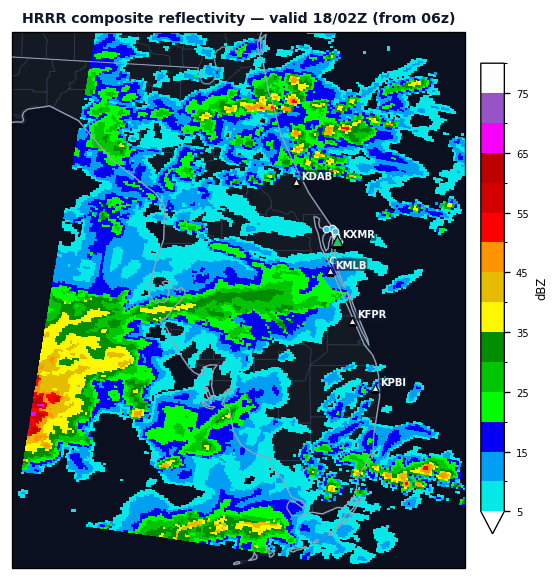 HRRR composite reflectivity — valid 18/02Z (from 06z)
75
65
55
45
35
25
15
5
dBZ
KDAB
KXMR
KMLB
KFPR
KPBI